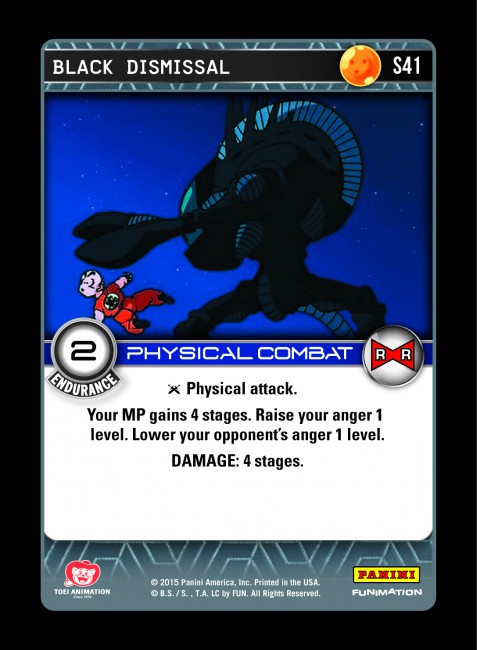 BLACK DISMISSAL
S41
2
ENDURANCE
PHYSICAL COMBAT
R R
Physical attack.
Your MP gains 4 stages. Raise your anger 1
level. Lower your opponent's anger 1 level.
DAMAGE: 4 stages.
TOEI ANIMATION
Since 1956
© 2015 Panini America, Inc. Printed in the USA.
© B.S. / S. , T.A. LC by FUN. All Rights Reserved.
PANINI
FUNIMATION